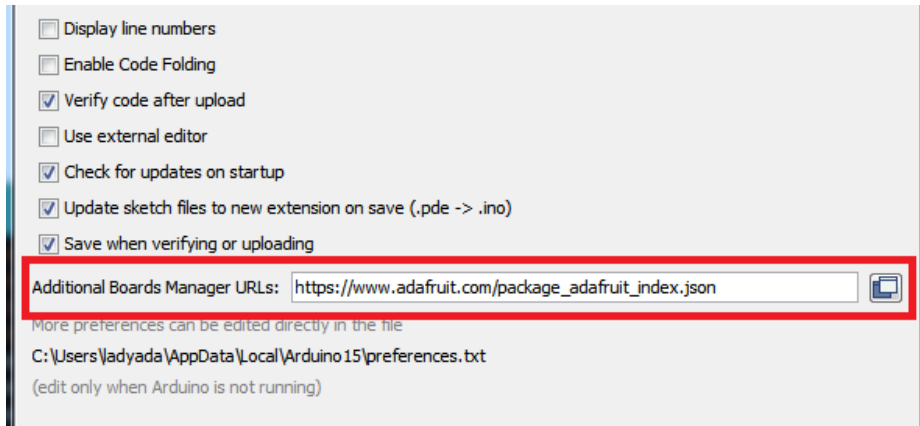 Display line numbers
Enable Code Folding
Verify code after upload
Use external editor
Check for updates on startup
Update sketch files to new extension on save (.pde -> .ino)
Save when verifying or uploading
Additional Boards Manager URLs: https://www.adafruit.com/package_adafruit_index.json
More preferences can be edited directly in the file
C:\Users\ladyada\AppData\Local\Arduino15\preferences.txt
(edit only when Arduino is not running)